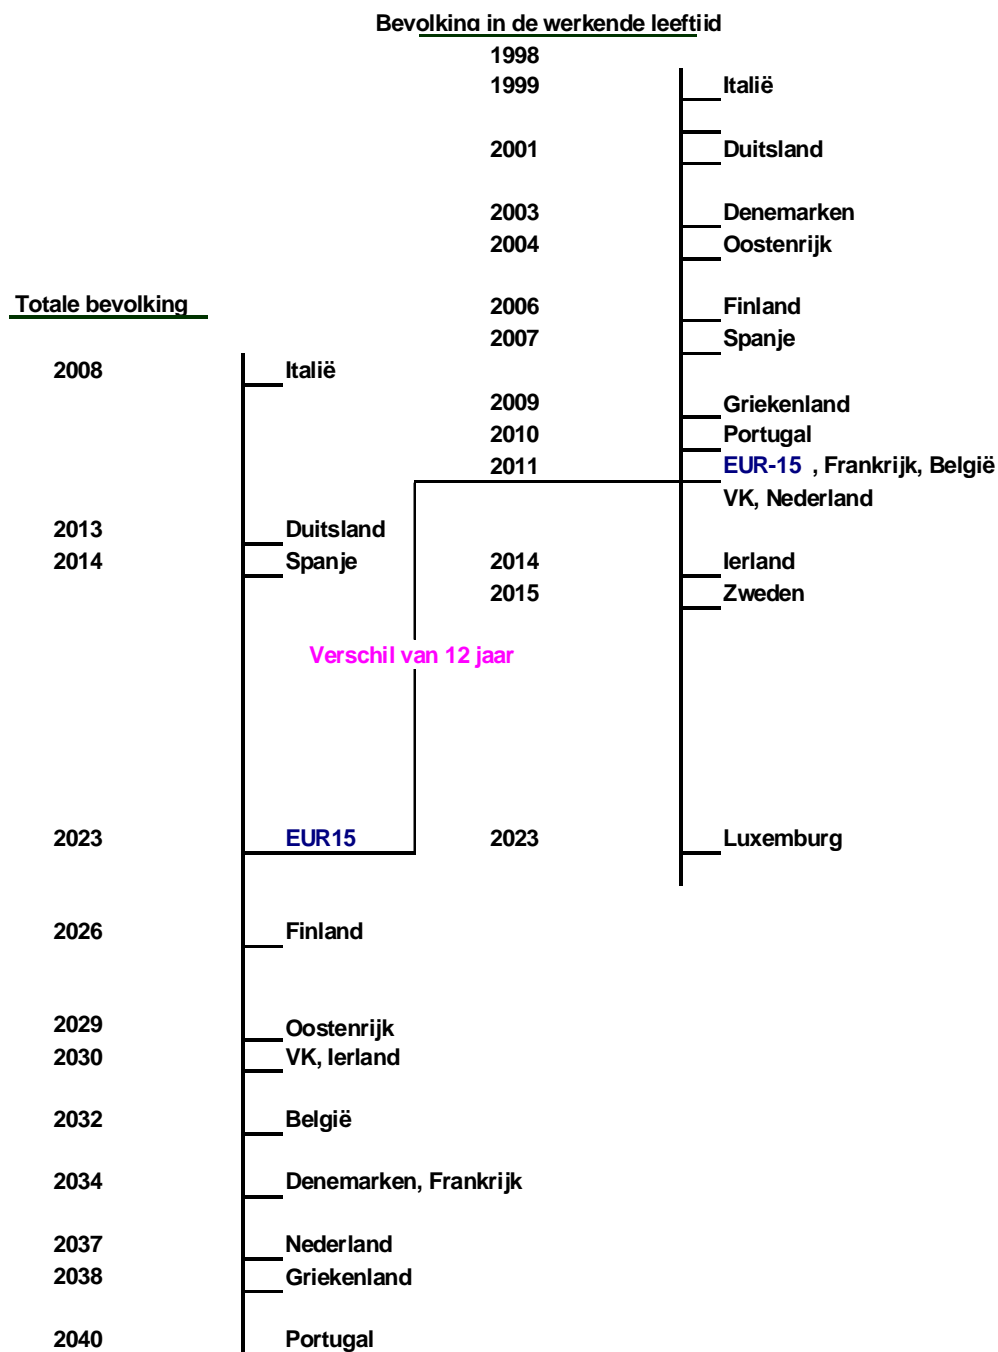 Bevolking in de werkende leeftijd
1998
1999 Italië
2001 Duitsland
2003 Denemarken
2004 Oostenrijk
Totale bevolking
2006 Finland
2007 Spanje
2008 Italië
2009 Griekenland
2010 Portugal
2011 EUR-15 , Frankrijk, België
VK, Nederland
2013 Duitsland
2014 Spanje
2014 Ierland
2015 Zweden
Verschil van 12 jaar
2023 EUR15
2023 Luxemburg
2026 Finland
2029 Oostenrijk
2030 VK, Ierland
2032 België
2034 Denemarken, Frankrijk
2037 Nederland
2038 Griekenland
2040 Portugal